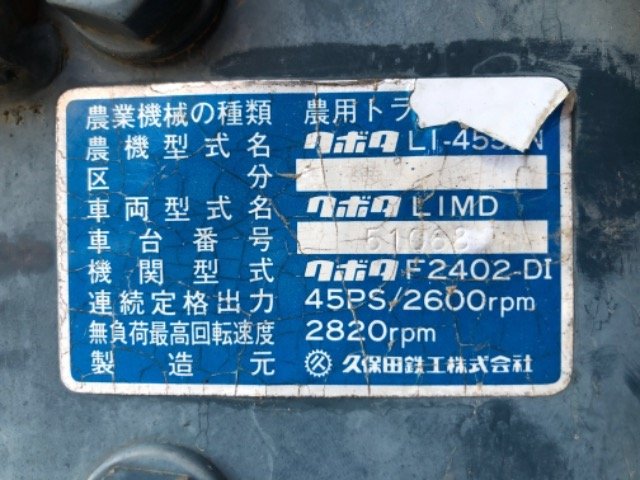 農業機械の種類 農用トラ
農機型式名 クボタ L1-455
区分
車両型式名 クボタ L1MD
車台番号 51068
機関型式 クボタ F2402-DI
連続定格出力 45PS/2600rpm
無負荷最高回転速度 2820rpm
製造元 久保田鉄工株式会社